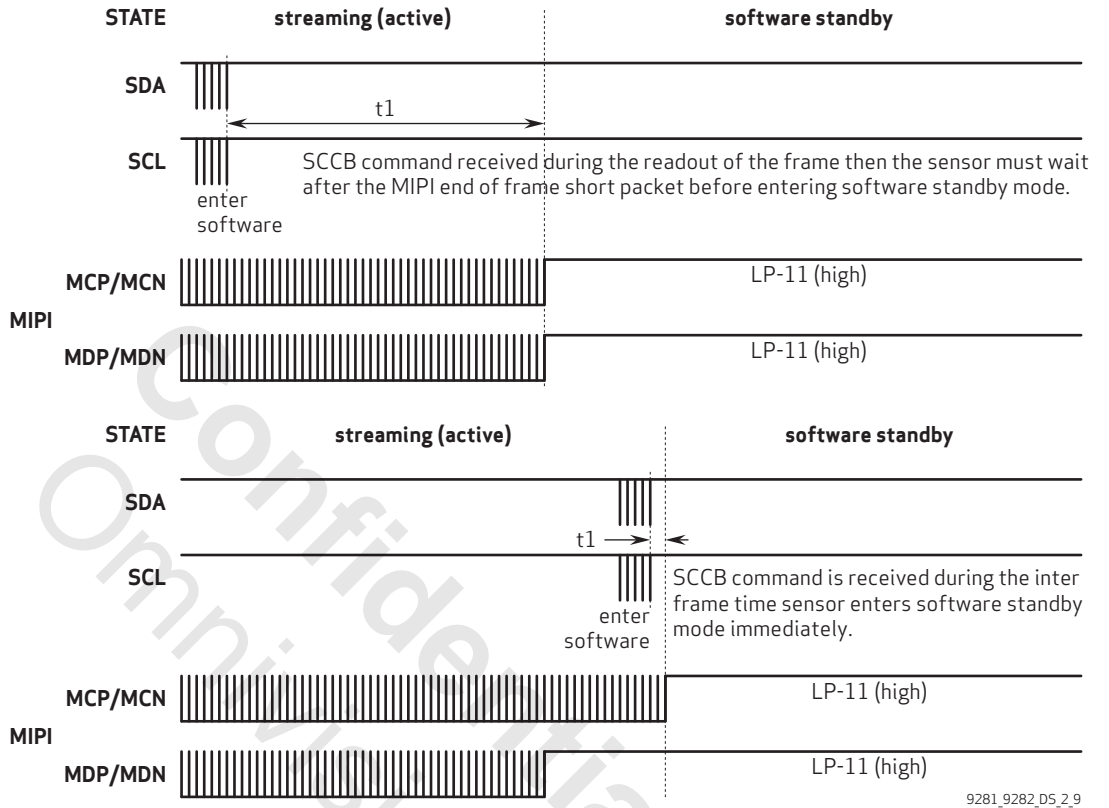 STATE streaming (active) software standby
SDA
t1
SCL
SCCB command received during the readout of the frame then the sensor must wait
after the MIPI end of frame short packet before entering software standby mode.
enter
software
MCP/MCN LP-11 (high)
MIPI
MDP/MDN LP-11 (high)
STATE streaming (active) software standby
SDA
t1
SCL
SCCB command is received during the inter
frame time sensor enters software standby
mode immediately.
enter
software
MCP/MCN LP-11 (high)
MIPI
MDP/MDN LP-11 (high)
9281_9282_DS_2_9
Confidentia
Omnivisi